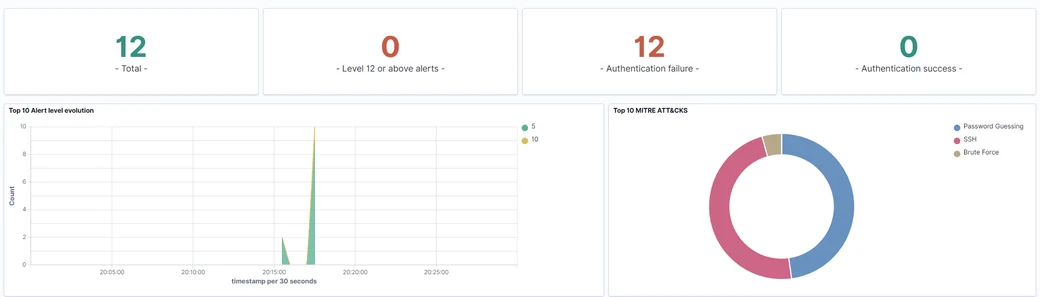 12
- Total -
0
- Level 12 or above alerts -
12
- Authentication failure -
0
- Authentication success -
Top 10 Alert level evolution
10
8
6
4
2
0
Count
20:05:00
20:10:00
20:15:00
20:20:00
20:25:00
timestamp per 30 seconds
5
10
Top 10 MITRE ATT&CKS
Password Guessing
SSH
Brute Force